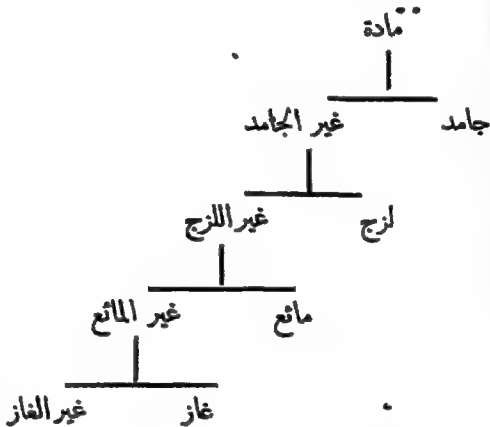 مادة
جامد غير الجامد
لزج غير اللزج
مائع غير المائع
غاز غير الغاز